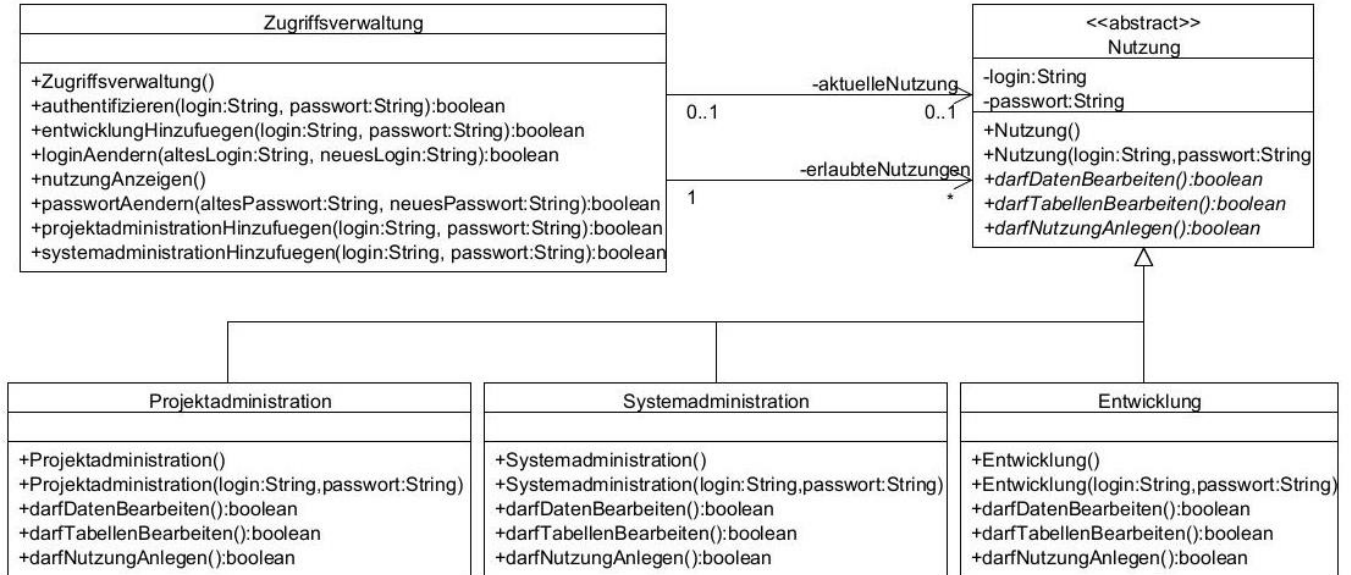 Zugriffsverwaltung
+Zugriffsverwaltung()
+authentifizieren(login:String, passwort:String):boolean
+entwicklungHinzufuegen(login:String, passwort:String):boolean
+loginAendern(altesLogin:String, neuesLogin:String):boolean
+nutzungAnzeigen()
+passwortAendern(altesPasswort:String, neuesPasswort:String):boolean
+projektadministrationHinzufuegen(login:String, passwort:String):boolean
+systemadministrationHinzufuegen(login:String, passwort:String):boolean
-aktuelleNutzung
0..1
0..1
-erlaubteNutzungen
1
*
<<abstract>>
Nutzung
-login:String
-passwort:String
+Nutzung()
+Nutzung(login:String,passwort:String
+darfDatenBearbeiten():boolean
+darfTabellenBearbeiten():boolean
+darfNutzungAnlegen():boolean
Projektadministration
+Projektadministration()
+Projektadministration(login:String,passwort:String)
+darfDatenBearbeiten():boolean
+darfTabellenBearbeiten():boolean
+darfNutzungAnlegen():boolean
Systemadministration
+Systemadministration()
+Systemadministration(login:String,passwort:String)
+darfDatenBearbeiten():boolean
+darfTabellenBearbeiten():boolean
+darfNutzungAnlegen():boolean
Entwicklung
+Entwicklung()
+Entwicklung(login:String,passwort:String)
+darfDatenBearbeiten():boolean
+darfTabellenBearbeiten():boolean
+darfNutzungAnlegen():boolean